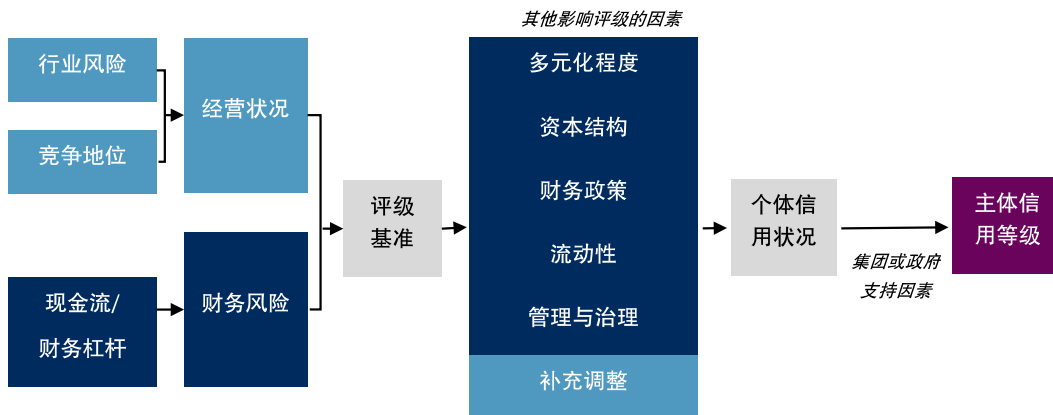 其他影响评级的因素
行业风险
竞争地位
经营状况
现金流/
财务杠杆
财务风险
评级
基准
多元化程度
资本结构
财务政策
流动性
管理与治理
补充调整
个体信
用状况
集团或政府
支持因素
主体信
用等级